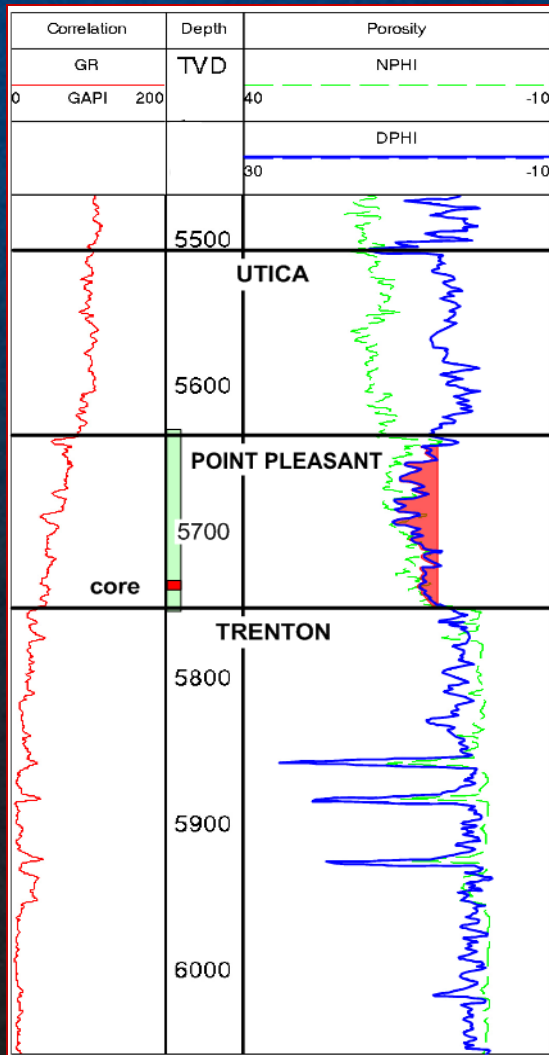 Correlation Depth Porosity
GR TVD NPHI
0 GAPI 200 40 -10
DPHI
30 -10
5500
UTICA
5600
POINT PLEASANT
5700
core
TRENTON
5800
5900
6000